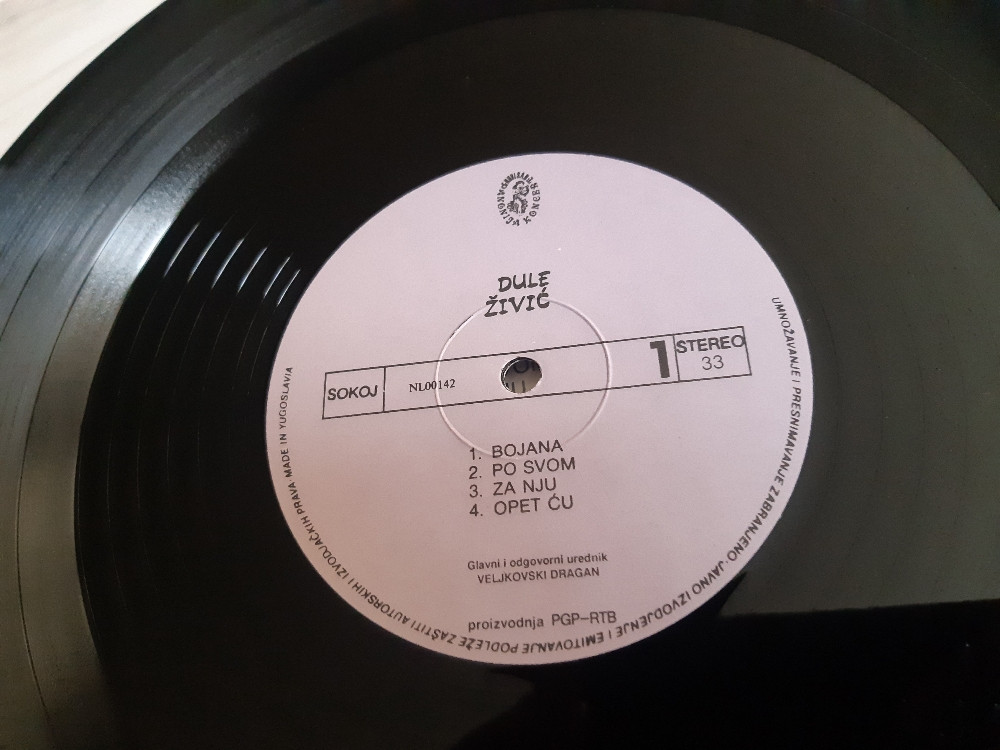 DULE
ŽIVIĆ
SOKOJ NL00142 1 STEREO
33
1. BOJANA
2. PO SVOM
3. ZA NJU
4. OPET ĆU
Glavni i odgovorni urednik
VELJKOVSKI DRAGAN
proizvodnja PGP–RTB
UMNOŽAVANJE I PRESNIMAVANJE ZABRANJENO·JAVNO IZVODJENJE I EMITOVANJE PODLEŽE ZAŠTITI AUTORSKIH I IZVODJAČKIH PRAVA·MADE IN YUGOSLAVIA